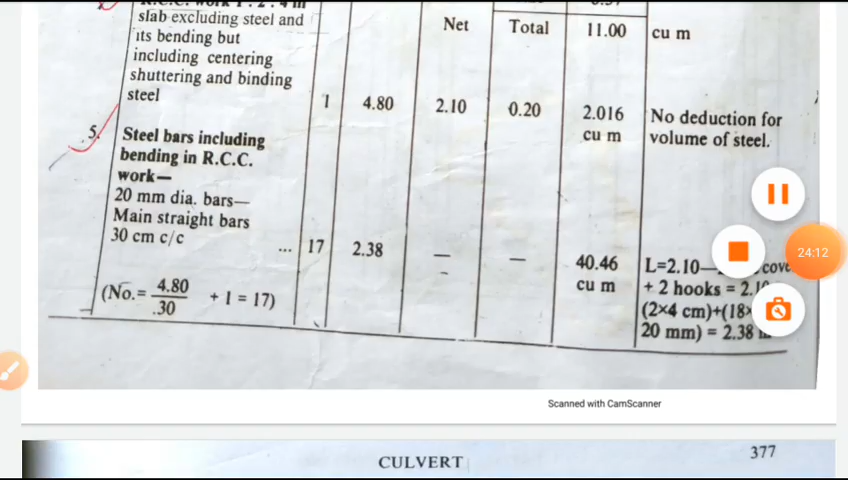 slab excluding steel and
its bending but
including centering
shuttering and binding
steel
Net
Total
11.00
cu m
1
4.80
2.10
0.20
2.016
cu m
No deduction for
volume of steel.
5.
Steel bars including
bending in R.C.C.
work—
20 mm dia. bars—
Main straight bars
30 cm c/c
... 17
2.38
—
—
40.46
cu m
L=2.10—
+ 2 hooks =
(2×4 cm)+(18×
20 mm) = 2.38
(No.= 4.80
.30
+ 1 = 17)
24:12
Scanned with CamScanner
CULVERT
377